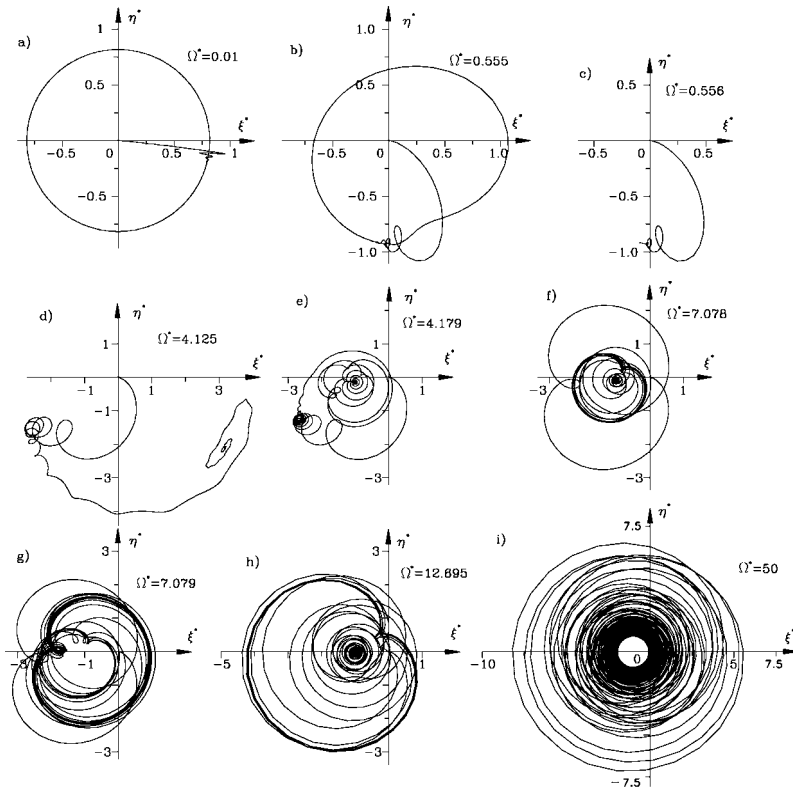 a)
η*
1
Ω*=0.01
0.5
ξ*
−0.5
0
0.5
1
−0.5
b)
η*
1.0
Ω*=0.555
0.5
ξ*
−0.5
0
0.5
1.0
−0.5
−1.0
c)
η*
Ω*=0.556
0.5
ξ*
−0.5
0
0.5
−0.5
−1.0
d)
η*
Ω*=4.125
1
ξ*
−1
1
3
−1
−3
e)
η*
Ω*=4.179
1
ξ*
−3
1
−3
f)
η*
Ω*=7.078
1
ξ*
−3
1
−3
g)
η*
3
Ω*=7.079
ξ*
−3
−1
1
−3
h)
η*
3
Ω*=12.695
ξ*
−5
1
−3
i)
η*
7.5
Ω*=50
ξ*
−10
−5
0
5
7.5
−7.5